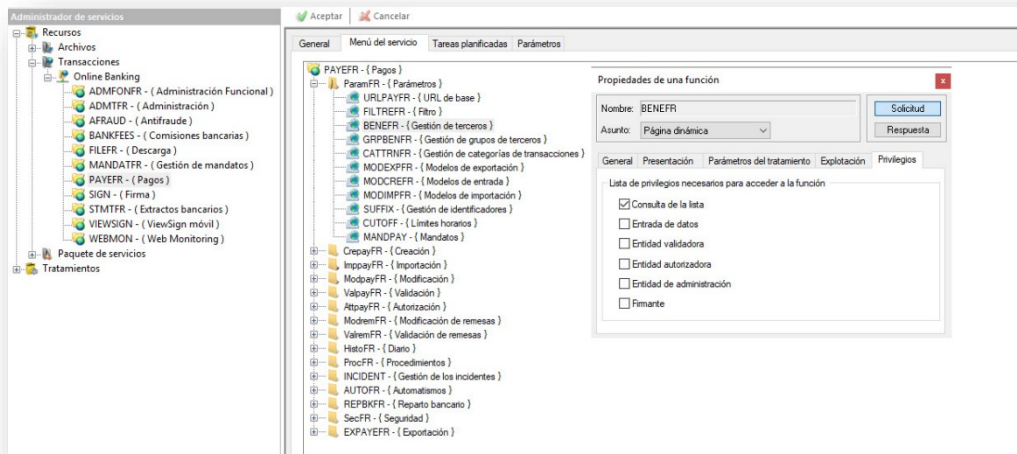 Administrador de servicios
Recursos
Archivos
Transacciones
Online Banking
ADMFONFR - ( Administración Funcional )
ADMTFR - ( Administración )
AFRAUD - ( Antifraude )
BANKFEES - ( Comisiones bancarias )
FILEFR - ( Descarga )
MANDATFR - ( Gestión de mandatos )
PAYEFR - ( Pagos )
SIGN - ( Firma )
STMTFR - ( Extractos bancarios )
VIEWSIGN - ( ViewSign móvil )
WEBMON - ( Web Monitoring )
Paquete de servicios
Tratamientos
Aceptar Cancelar
General Menú del servicio Tareas planificadas Parámetros
PAYEFR - { Pagos }
ParamFR - { Parámetros }
URLPAYFR - { URL de base }
FILTREFR - { Filtro }
BENEFR - { Gestión de terceros }
GRPBENFR - { Gestión de grupos de terceros }
CATTRNFR - { Gestión de categorías de transacciones }
MODEXPFR - { Modelos de exportación }
MODCREFR - { Modelos de entrada }
MODIMPFR - { Modelos de importación }
SUFFIX - { Gestión de identificadores }
CUTOFF - { Límites horarios }
MANDPAY - { Mandatos }
CrepayFR - { Creación }
ImppayFR - { Importación }
ModpayFR - { Modificación }
ValpayFR - { Validación }
AttpayFR - { Autorización }
ModremFR - { Modificación de remesas }
ValremFR - { Validación de remesas }
HistoFR - { Diario }
ProcFR - { Procedimientos }
INCIDENT - { Gestión de los incidentes }
AUTOFR - { Automatismos }
REPBKFR - { Reparto bancario }
SecFR - { Seguridad }
EXPAYEFR - { Exportación }
Propiedades de una función x
Nombre: BENEFR Solicitud
Asunto: Página dinámica Respuesta
General Presentación Parámetros del tratamiento Explotación Privilegios
Lista de privilegios necesarios para acceder a la función
Consulta de la lista
Entrada de datos
Entidad validadora
Entidad autorizadora
Entidad de administración
Firmante